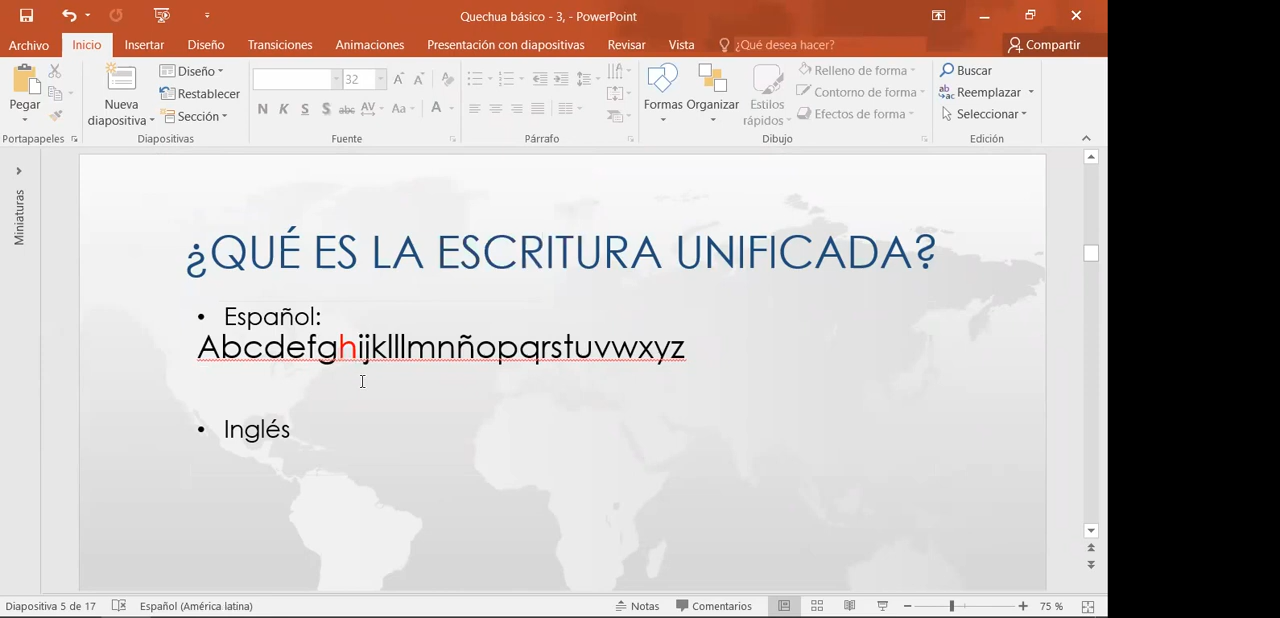 Quechua básico - 3, - PowerPoint
Archivo Inicio Insertar Diseño Transiciones Animaciones Presentación con diapositivas Revisar Vista ¿Qué desea hacer? Compartir
Pegar
Portapapeles
Nueva diapositiva
Diseño
Restablecer
Sección
Diapositivas
32
N K S S abc AV Aa A
Fuente
Párrafo
Formas Organizar Estilos rápidos
Relleno de forma
Contorno de forma
Efectos de forma
Dibujo
Buscar
Reemplazar
Seleccionar
Edición
Miniaturas
¿QUÉ ES LA ESCRITURA UNIFICADA?
• Español:
Abcdefghijklllmnñopqrstuvwxyz
• Inglés
Diapositiva 5 de 17 Español (América latina) Notas Comentarios 75 %